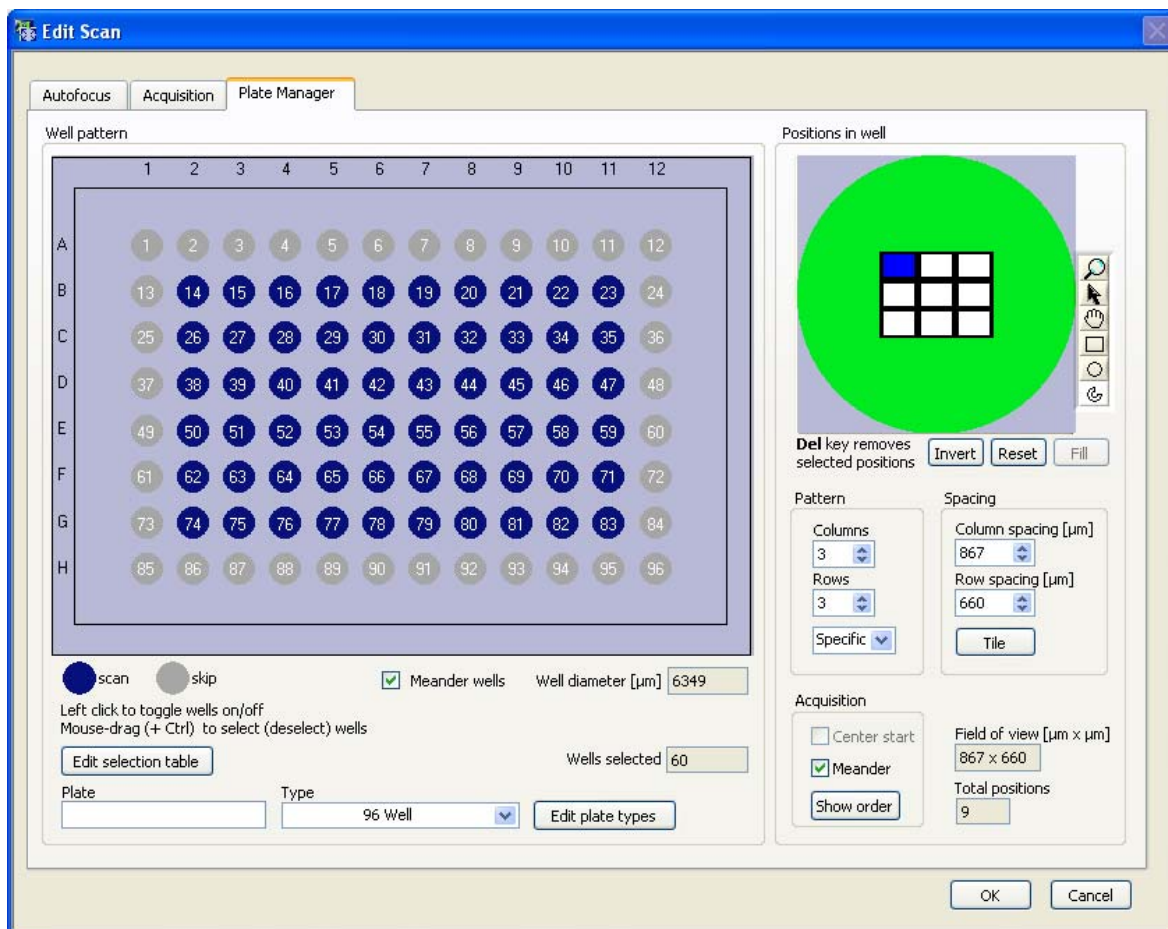 Edit Scan
Autofocus Acquisition Plate Manager
Well pattern
1 2 3 4 5 6 7 8 9 10 11 12
A 1 2 3 4 5 6 7 8 9 10 11 12
B 13 14 15 16 17 18 19 20 21 22 23 24
C 25 26 27 28 29 30 31 32 33 34 35 36
D 37 38 39 40 41 42 43 44 45 46 47 48
E 49 50 51 52 53 54 55 56 57 58 59 60
F 61 62 63 64 65 66 67 68 69 70 71 72
G 73 74 75 76 77 78 79 80 81 82 83 84
H 85 86 87 88 89 90 91 92 93 94 95 96
scan skip Meander wells Well diameter [µm] 6349
Left click to toggle wells on/off
Mouse-drag (+ Ctrl) to select (deselect) wells
Edit selection table Wells selected 60
Plate Type
96 Well Edit plate types
Positions in well
Del key removes
selected positions Invert Reset Fill
Pattern
Columns
3
Rows
3
Specific
Spacing
Column spacing [µm]
867
Row spacing [µm]
660
Tile
Acquisition
Center start
Meander
Show order
Field of view [µm x µm]
867 x 660
Total positions
9
OK Cancel